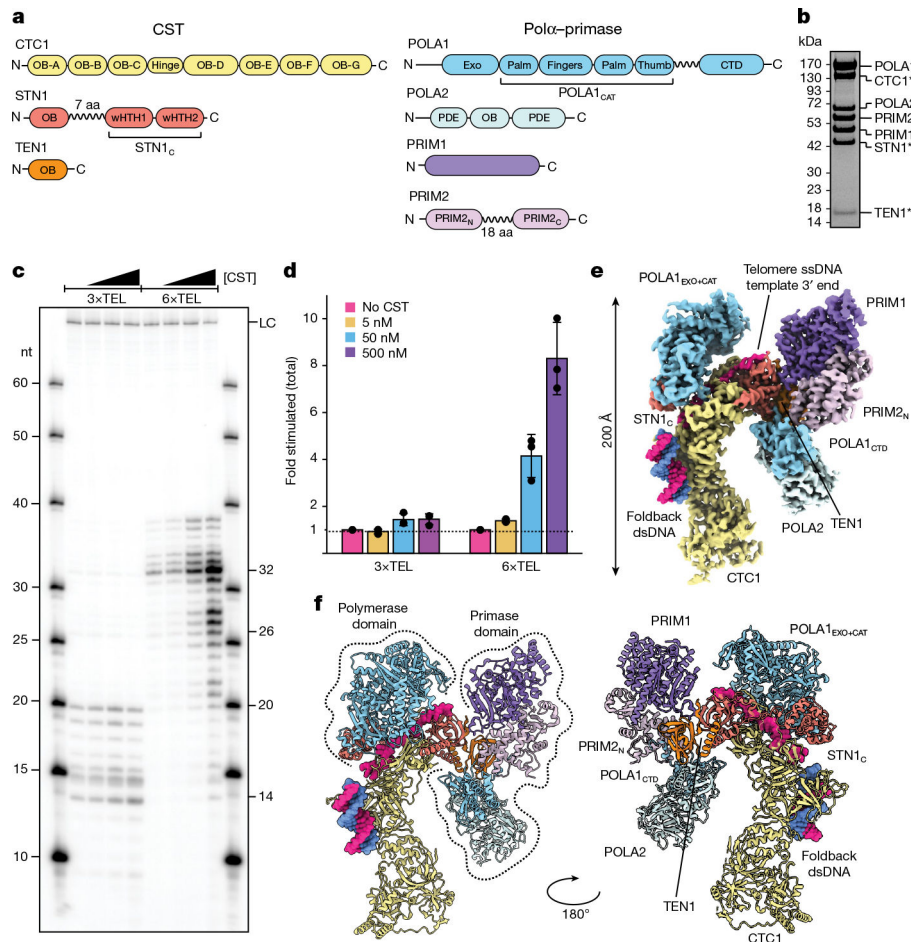 a
CST
CTC1
N
OB-A
OB-B
OB-C
Hinge
OB-D
OB-E
OB-F
OB-G
C
STN1
7 aa
N
OB
wHTH1
wHTH2
C
STN1C
TEN1
N
OB
C
Polα–primase
POLA1
N
Exo
Palm
Fingers
Palm
Thumb
CTD
C
POLA1CAT
POLA2
N
PDE
OB
PDE
C
PRIM1
N
C
PRIM2
N
PRIM2N
PRIM2C
C
18 aa
b
kDa
170
130
93
72
53
42
30
23
18
14
POLA1
CTC1*
POLA2
PRIM2
PRIM1
STN1*
TEN1*
c
[CST]
3×TEL
6×TEL
LC
nt
60
50
40
30
25
20
15
10
32
26
20
14
d
Fold stimulated (total)
10
8
6
4
2
1
No CST
5 nM
50 nM
500 nM
3×TEL
6×TEL
e
POLA1EXO+CAT
Telomere ssDNA
template 3′ end
PRIM1
200 Å
STN1C
PRIM2N
POLA1CTD
Foldback
dsDNA
TEN1
POLA2
CTC1
f
Polymerase
domain
Primase
domain
180°
PRIM1
POLA1EXO+CAT
PRIM2N
POLA1CTD
STN1C
POLA2
Foldback
dsDNA
TEN1
CTC1